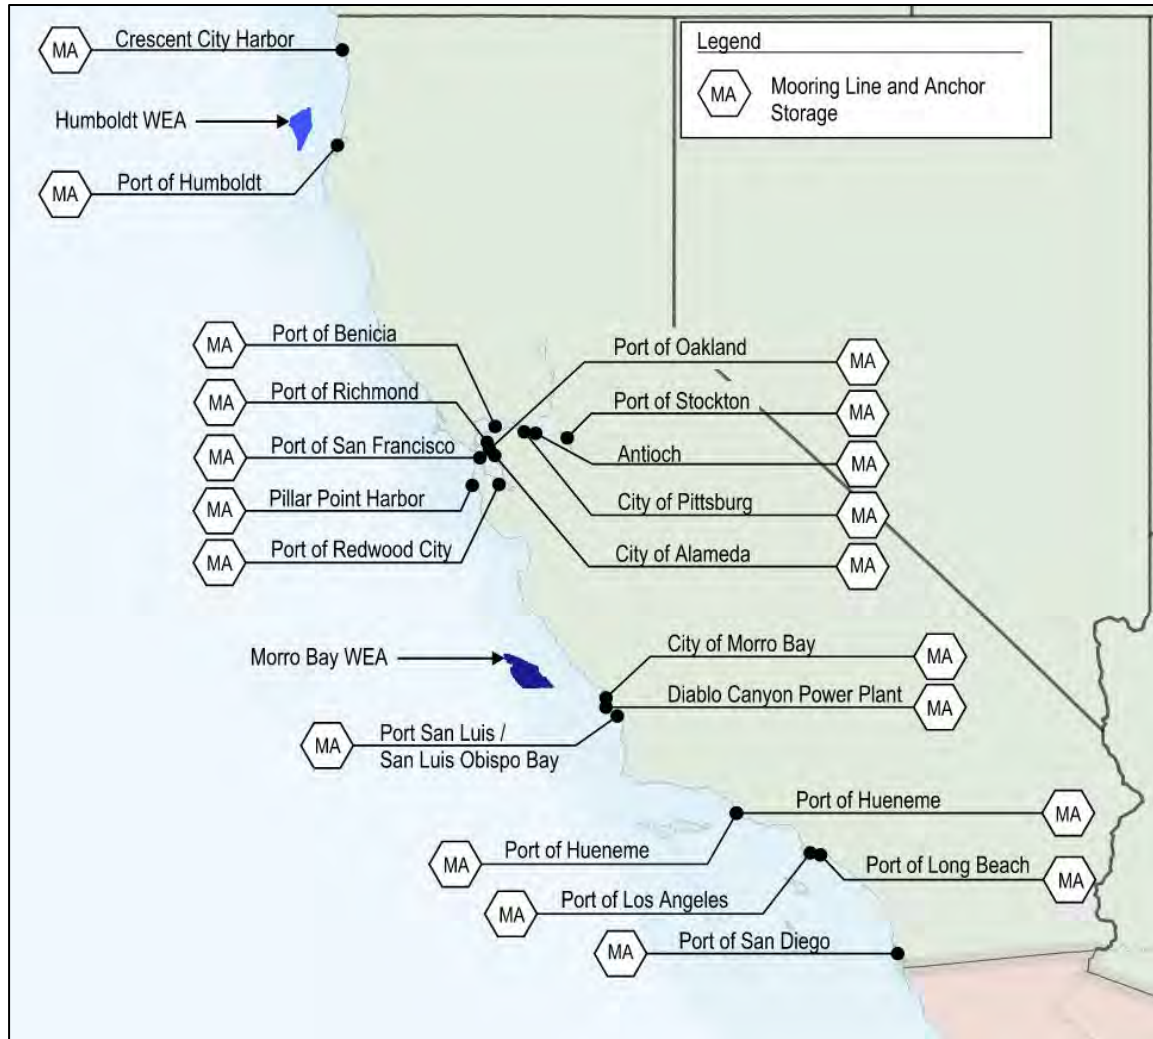 MA Crescent City Harbor
Legend
MA Mooring Line and Anchor
Storage
Humboldt WEA
MA Port of Humboldt
MA Port of Benicia
Port of Oakland MA
MA Port of Richmond
Port of Stockton MA
MA Port of San Francisco
Antioch MA
MA Pillar Point Harbor
City of Pittsburg MA
MA Port of Redwood City
City of Alameda MA
City of Morro Bay MA
Morro Bay WEA
Diablo Canyon Power Plant MA
MA Port San Luis /
San Luis Obispo Bay
Port of Hueneme MA
MA Port of Hueneme
Port of Long Beach MA
MA Port of Los Angeles
MA Port of San Diego